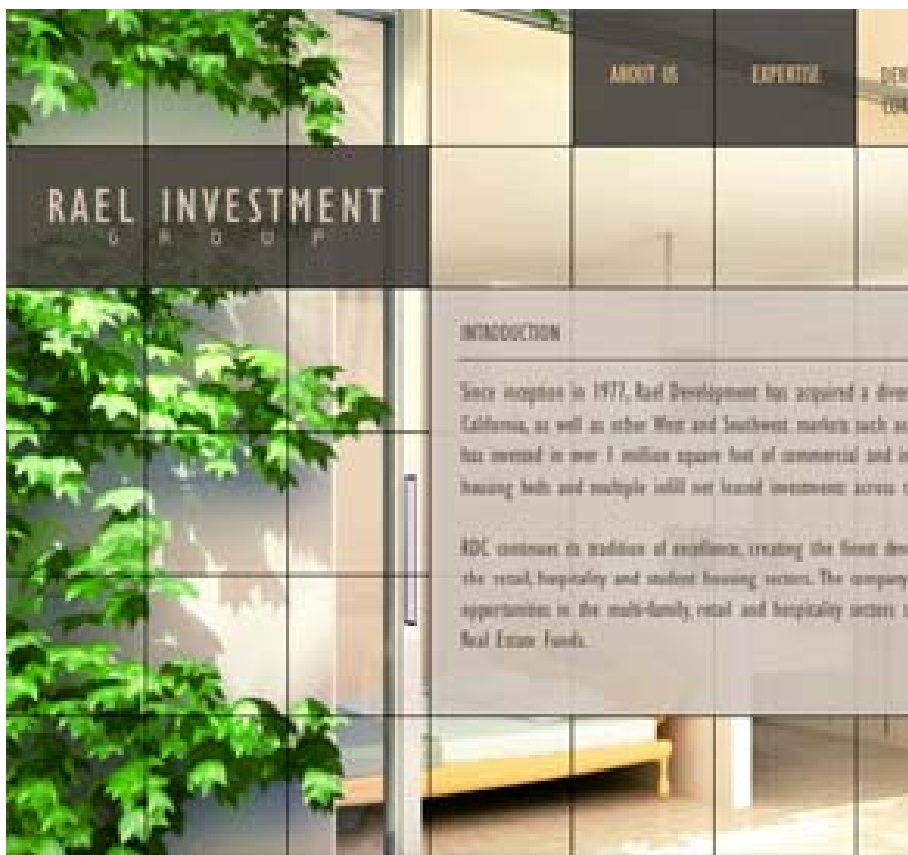 ABOUT US
EXPERTISE
RAEL INVESTMENT
GROUP
INTRODUCTION
Since inception in 1977, Rael Development has acquired a
California, as well as other West and Southwest markets such as
has invested in over 1 million square feet of commercial and
housing beds and multiple infill net leased investments across
RDC continues its tradition of excellence, creating the finest
the retail, hospitality and student housing sectors. The company
opportunities in the multi-family, retail and hospitality sectors
Real Estate Funds.